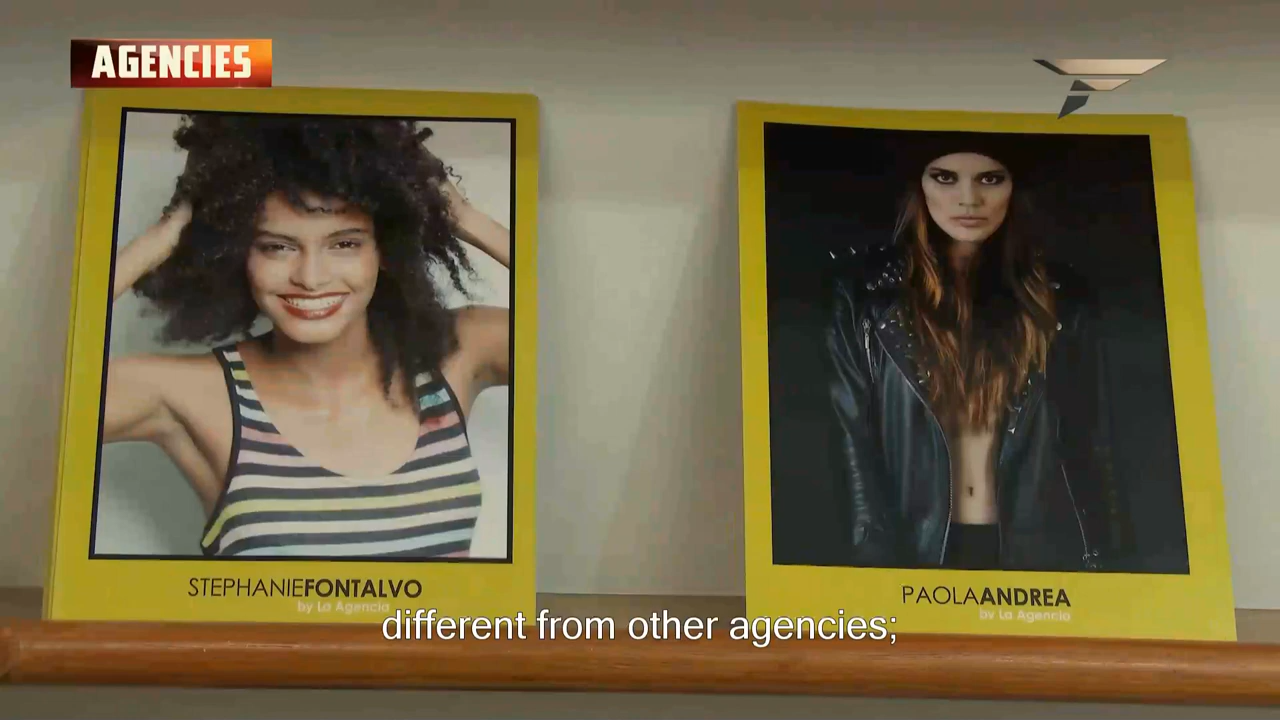 AGENCIES
STEPHANIEFONTALVO
by La Agencia
PAOLAANDREA
by La Agencia
different from other agencies;